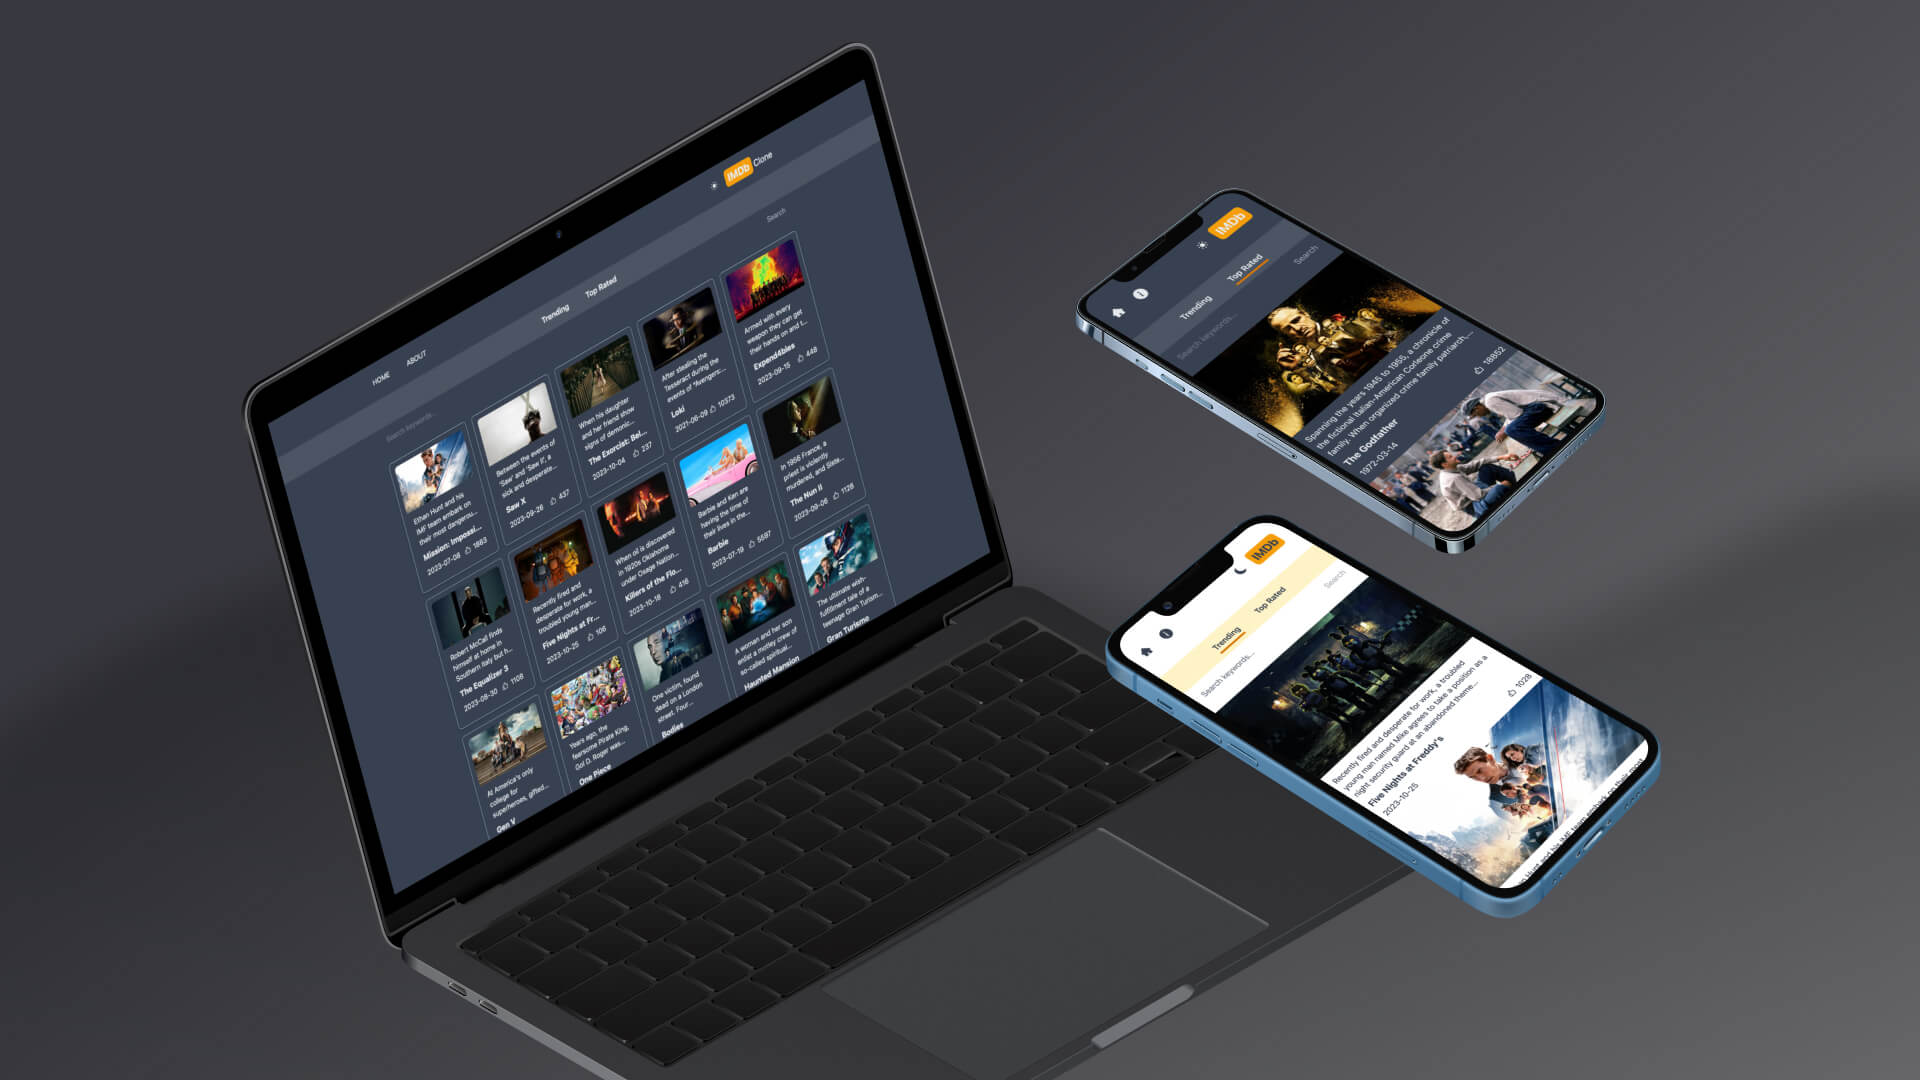 HOME
ABOUT
IMDb Clone
Search keywords...
Trending
Top Rated
Search
Ethan Hunt and his
IMF team embark on
their most dangerou...
Mission: Impossi...
2023-07-08 1863
Between the events of
'Saw' and 'Saw II', a
sick and desperate...
Saw X
2023-09-26 437
When his daughter
and her friend show
signs of demonic...
The Exorcist: Bel...
2023-10-04 237
After stealing the
Tesseract during the
events of "Avengers:...
Loki
2021-06-09 10373
Armed with every
weapon they can get
their hands on and t...
Expend4bles
2023-09-15 448
Robert McCall finds
himself at home in
Southern Italy but h...
The Equalizer 3
2023-08-30 1108
Recently fired and
desperate for work, a
troubled young man...
Five Nights at Fr...
2023-10-25 106
When oil is discovered
in 1920s Oklahoma
under Osage Nation...
Killers of the Flo...
2023-10-18 416
Barbie and Ken are
having the time of
their lives in the...
Barbie
2023-07-19 5597
In 1956 France, a
priest is violently
murdered, and Siste...
The Nun II
2023-09-06 1128
At America's only
college for
superheroes, gifted...
Gen V
Years ago, the
fearsome Pirate King,
Gol D. Roger was...
One Piece
One victim, found
dead on a London
street. Four...
Bodies
A woman and her son
enlist a motley crew of
so-called spiritual...
Haunted Mansion
The ultimate wish-
fulfillment tale of a
teenage Gran Turism...
Gran Turismo
IMDb
Trending
Top Rated
Search keywords...
Search
Spanning the years 1945 to 1955, a chronicle of
the fictional Italian-American Corleone crime
family. When organized crime family patriarch,...
The Godfather
1972-03-14 18852
IMDb
Trending
Top Rated
Search keywords...
Search
Recently fired and desperate for work, a troubled
young man named Mike agrees to take a position as a
night security guard at an abandoned theme...
Five Nights at Freddy's
2023-10-25 1028
Hunt and his IMF team embark on their most